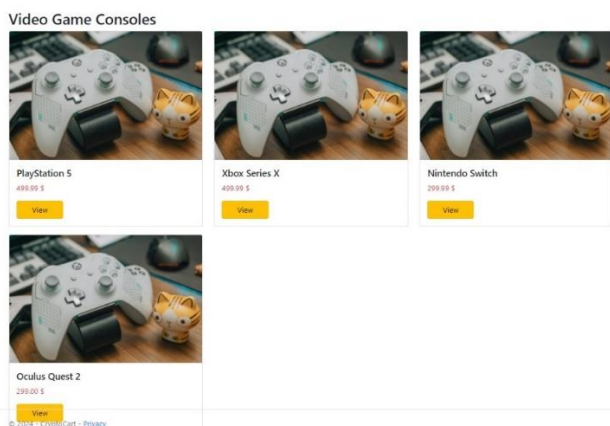 Video Game Consoles
PlayStation 5
499.99 $
View
Xbox Series X
499.99 $
View
Nintendo Switch
299.99 $
View
Oculus Quest 2
299.00 $
View
© 2024 - CryptoCart - Privacy